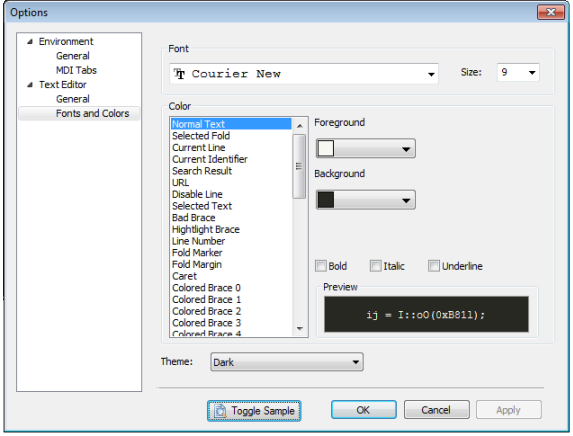 Options
Environment
General
MDI Tabs
Text Editor
General
Fonts and Colors
Font
Courier New
Size:
9
Color
Normal Text
Selected Fold
Current Line
Current Identifier
Search Result
URL
Disable Line
Selected Text
Bad Brace
Hightlight Brace
Line Number
Fold Marker
Fold Margin
Caret
Colored Brace 0
Colored Brace 1
Colored Brace 2
Colored Brace 3
Colored Brace 4
Foreground
Background
Bold
Italic
Underline
Preview
ij = I::oO(0xB811);
Theme:
Dark
Toggle Sample
OK
Cancel
Apply